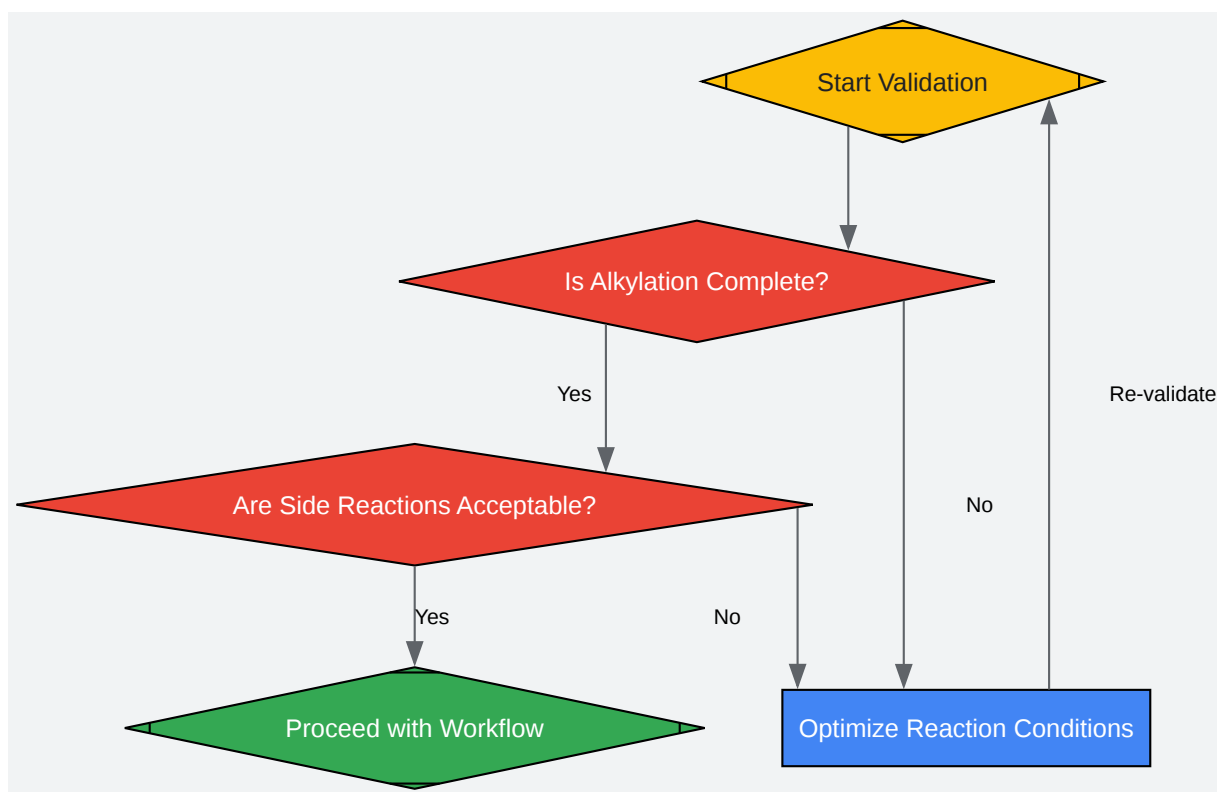 Start Validation
Is Alkylation Complete?
Yes
Re-validate
Are Side Reactions Acceptable?
No
Yes
No
Proceed with Workflow
Optimize Reaction Conditions